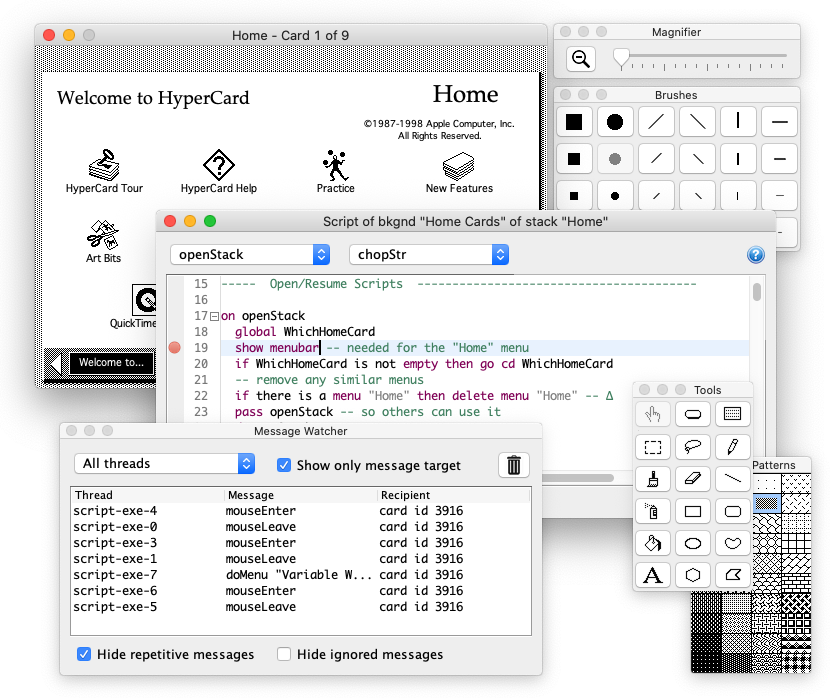 Home - Card 1 of 9
Welcome to HyperCard
Home
©1987-1998 Apple Computer, Inc.
All Rights Reserved.
HyperCard Tour
HyperCard Help
Practice
New Features
Art Bits
QuickTime
Welcome to...
Magnifier
Brushes
Script of bkgnd "Home Cards" of stack "Home"
openStack
chopStr
?
15 ----- Open/Resume Scripts ----------------------------------------
16
17 on openStack
18 global WhichHomeCard
19 show menubar -- needed for the "Home" menu
20 if WhichHomeCard is not empty then go cd WhichHomeCard
21 -- remove any similar menus
22 if there is a menu "Home" then delete menu "Home" -- Δ
23 pass openStack -- so others can use it
Message Watcher
All threads
Show only message target
Thread Message Recipient
script-exe-4 mouseEnter card id 3916
script-exe-0 mouseLeave card id 3916
script-exe-3 mouseEnter card id 3916
script-exe-1 mouseLeave card id 3916
script-exe-7 doMenu "Variable W... card id 3916
script-exe-6 mouseEnter card id 3916
script-exe-5 mouseLeave card id 3916
Hide repetitive messages
Hide ignored messages
Tools
A
Patterns